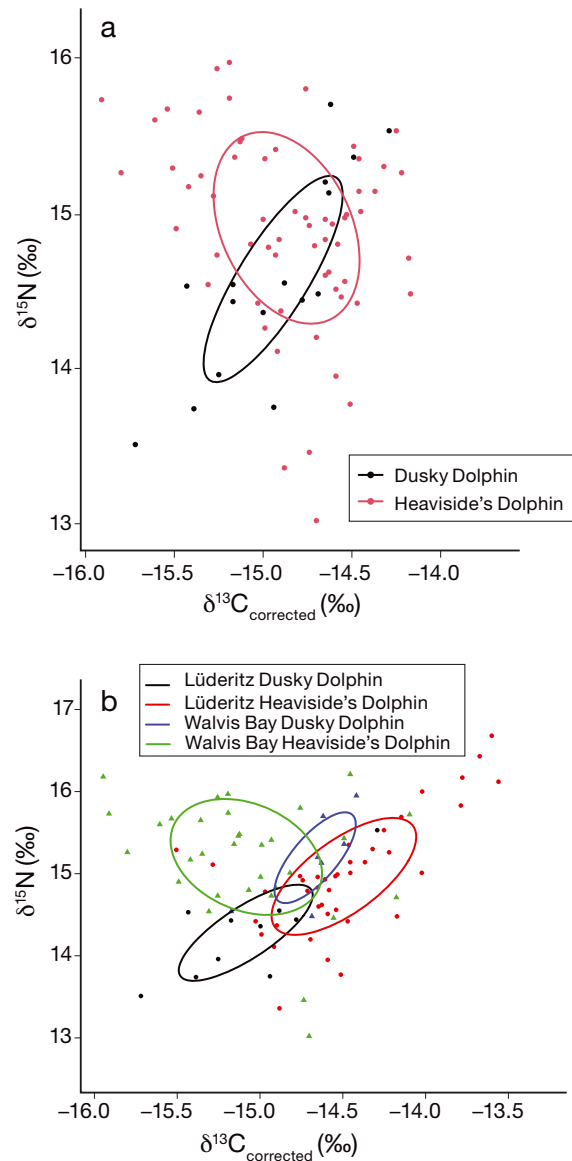 a
16
15
14
13
δ15N (‰)
Dusky Dolphin
Heaviside's Dolphin
−16.0 −15.5 −15.0 −14.5 −14.0
δ13Ccorrected (‰)
b
Lüderitz Dusky Dolphin
Lüderitz Heaviside's Dolphin
Walvis Bay Dusky Dolphin
Walvis Bay Heaviside's Dolphin
17
16
15
14
13
δ15N (‰)
−16.0 −15.5 −15.0 −14.5 −14.0 −13.5
δ13Ccorrected (‰)